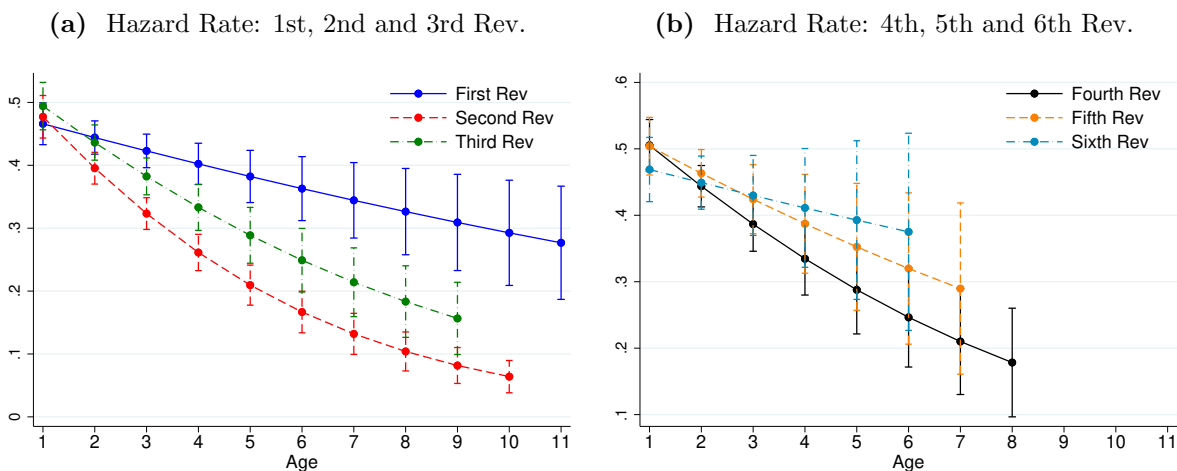 (a) Hazard Rate: 1st, 2nd and 3rd Rev.
First Rev
Second Rev
Third Rev
.5
.4
.3
.2
.1
0
1 2 3 4 5 6 7 8 9 10 11
Age
(b) Hazard Rate: 4th, 5th and 6th Rev.
Fourth Rev
Fifth Rev
Sixth Rev
.6
.5
.4
.3
.2
.1
1 2 3 4 5 6 7 8 9 10 11
Age